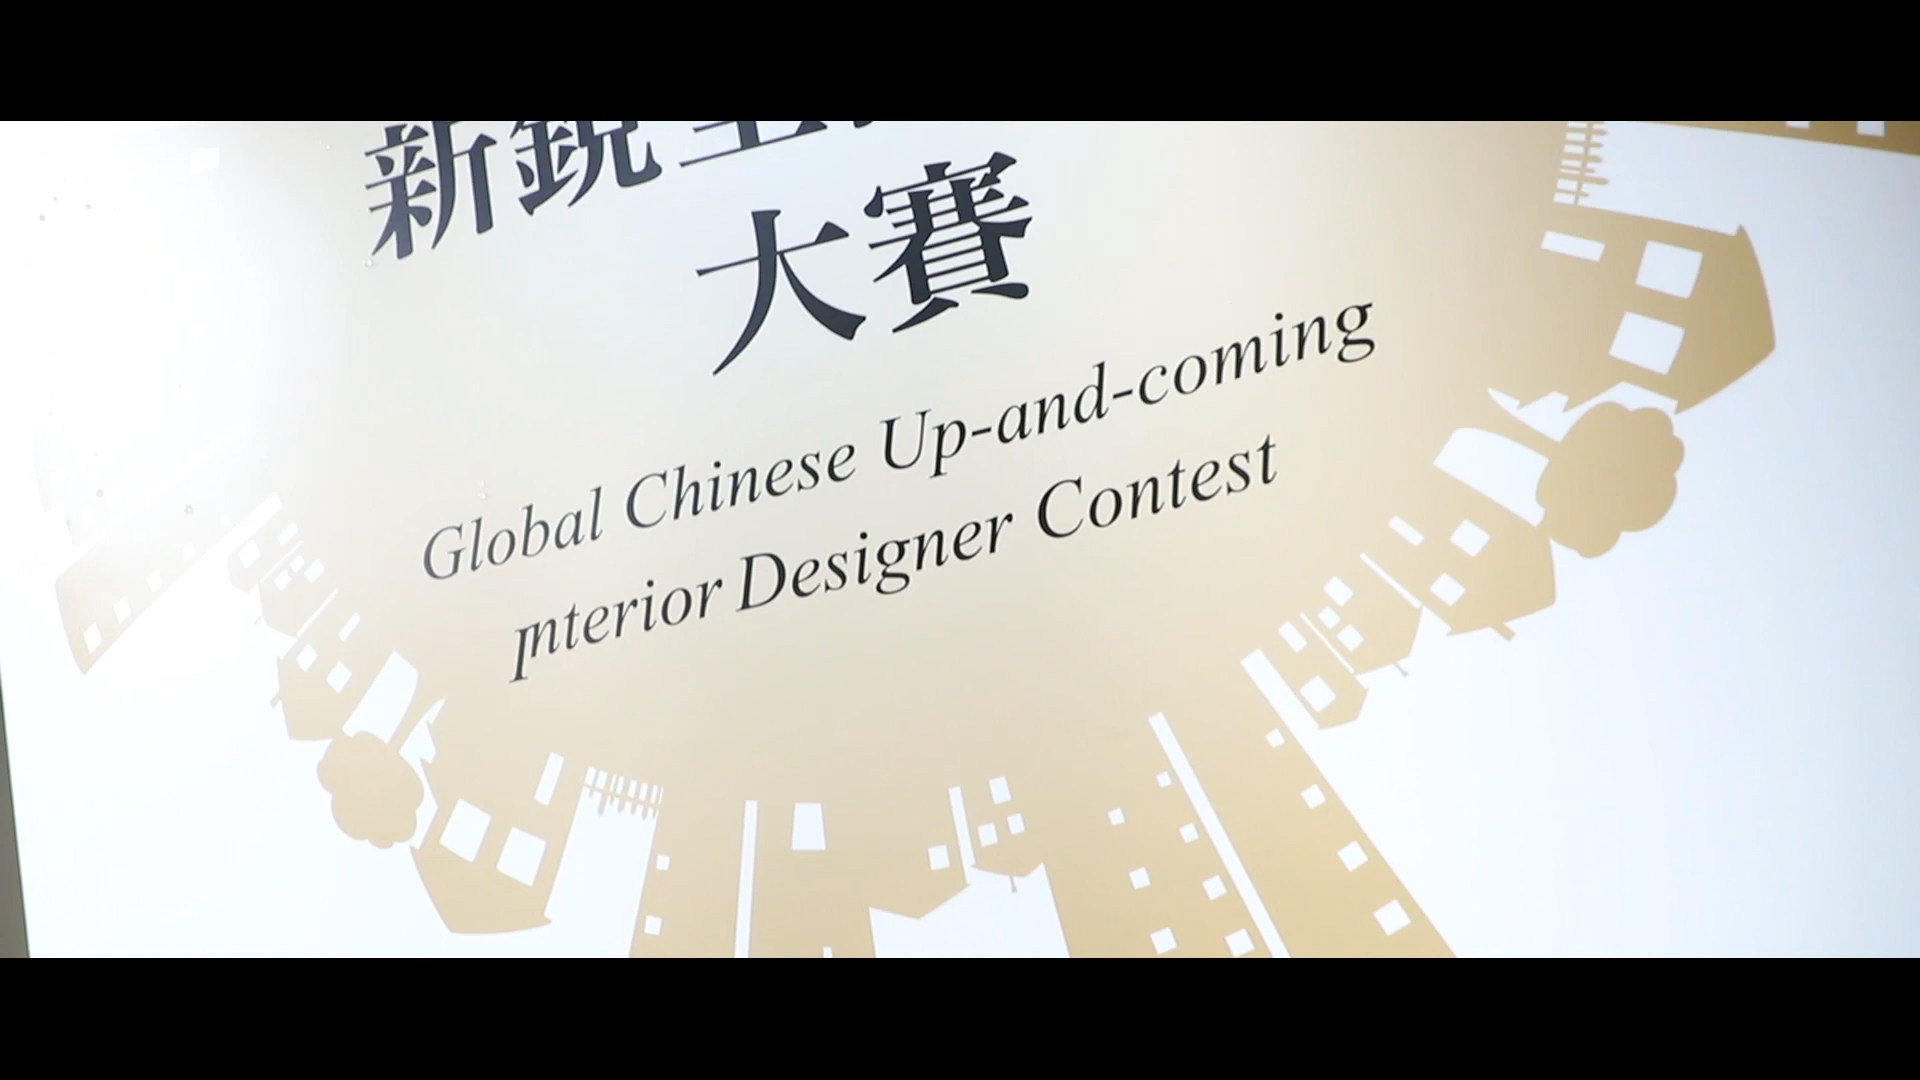 新銳
大賽
Global Chinese Up-and-coming
Interior Designer Contest